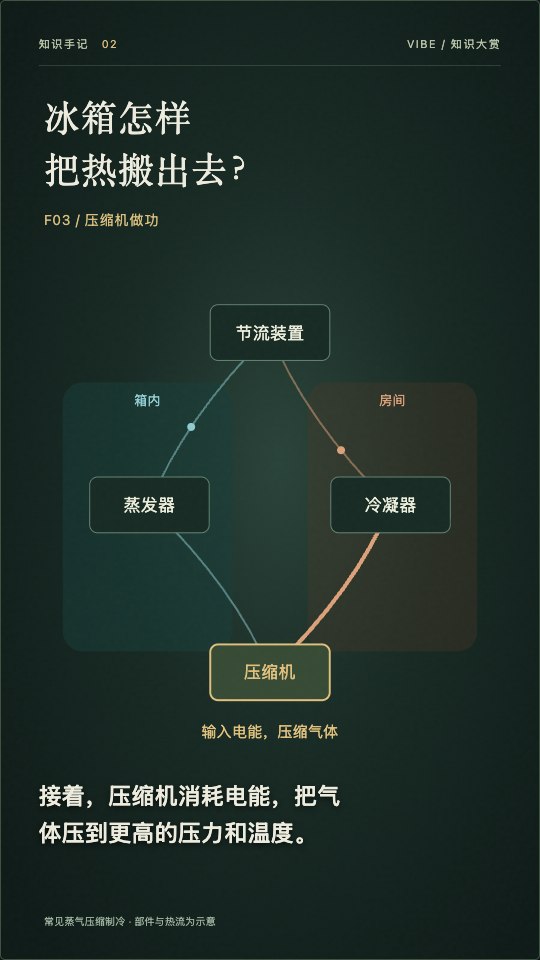 知识手记 02
VIBE / 知识大赏
冰箱怎样
把热搬出去?
F03 / 压缩机做功
节流装置
箱内
房间
蒸发器
冷凝器
压缩机
输入电能，压缩气体
接着，压缩机消耗电能，把气
体压到更高的压力和温度。
常见蒸气压缩制冷 · 部件与热流为示意